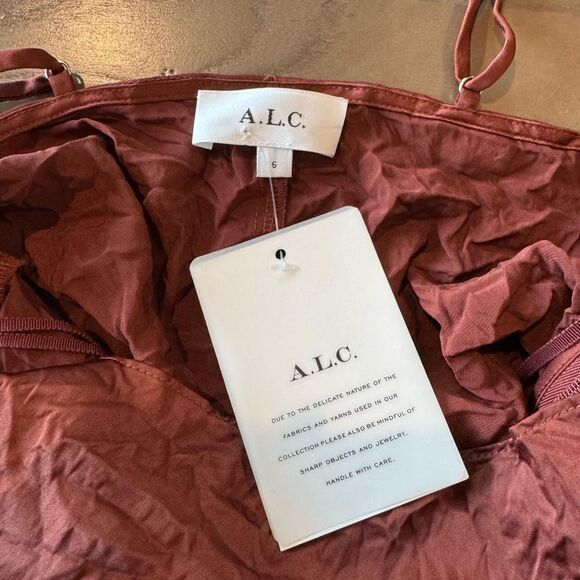 A.L.C.
6
A.L.C.
DUE TO THE DELICATE NATURE OF THE
FABRICS AND YARNS USED IN OUR
COLLECTION PLEASE ALSO BE MINDFUL OF
SHARP OBJECTS AND JEWELRY.
HANDLE WITH CARE.